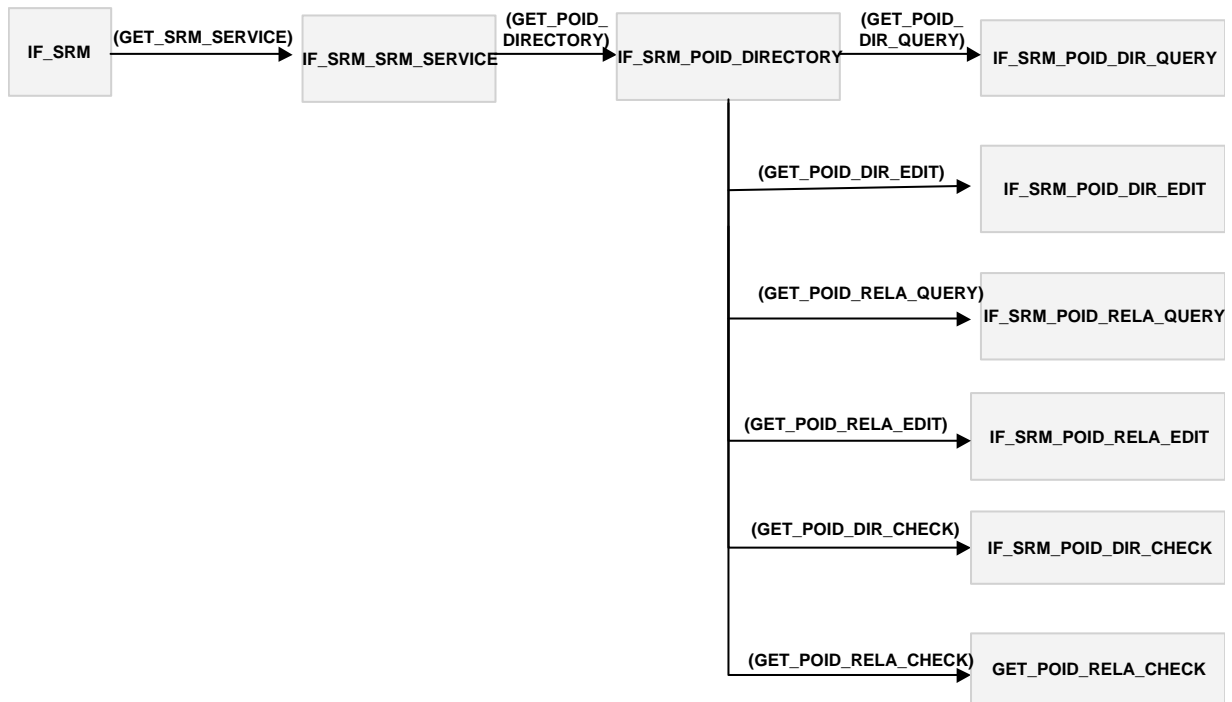 IF_SRM
(GET_SRM_SERVICE)
IF_SRM_SRM_SERVICE
(GET_POID_
DIRECTORY)
IF_SRM_POID_DIRECTORY
(GET_POID_
DIR_QUERY)
IF_SRM_POID_DIR_QUERY
(GET_POID_DIR_EDIT)
IF_SRM_POID_DIR_EDIT
(GET_POID_RELA_QUERY)
IF_SRM_POID_RELA_QUERY
(GET_POID_RELA_EDIT)
IF_SRM_POID_RELA_EDIT
(GET_POID_DIR_CHECK)
IF_SRM_POID_DIR_CHECK
(GET_POID_RELA_CHECK)
GET_POID_RELA_CHECK